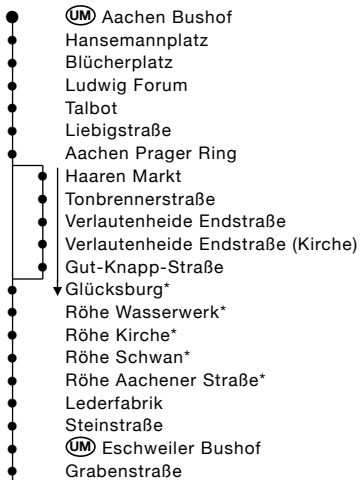 UM Aachen Bushof
Hansemannplatz
Blücherplatz
Ludwig Forum
Talbot
Liebigstraße
Aachen Prager Ring
Haaren Markt
Tonbrennerstraße
Verlautenheide Endstraße
Verlautenheide Endstraße (Kirche)
Gut-Knapp-Straße
Glücksburg*
Röhe Wasserwerk*
Röhe Kirche*
Röhe Schwan*
Röhe Aachener Straße*
Lederfabrik
Steinstraße
UM Eschweiler Bushof
Grabenstraße